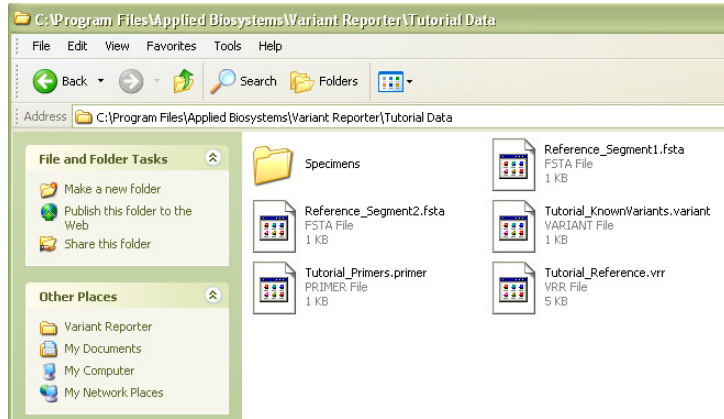 C:\Program Files\Applied Biosystems\Variant Reporter\Tutorial Data
File Edit View Favorites Tools Help
Back Search Folders
Address C:\Program Files\Applied Biosystems\Variant Reporter\Tutorial Data
File and Folder Tasks
Make a new folder
Publish this folder to the
Web
Share this folder
Other Places
Variant Reporter
My Documents
My Computer
My Network Places
Specimens
Reference_Segment1.fsta
FSTA File
1 KB
Reference_Segment2.fsta
FSTA File
1 KB
Tutorial_KnownVariants.variant
VARIANT File
1 KB
Tutorial_Primers.primer
PRIMER File
1 KB
Tutorial_Reference.vrr
VRR File
5 KB